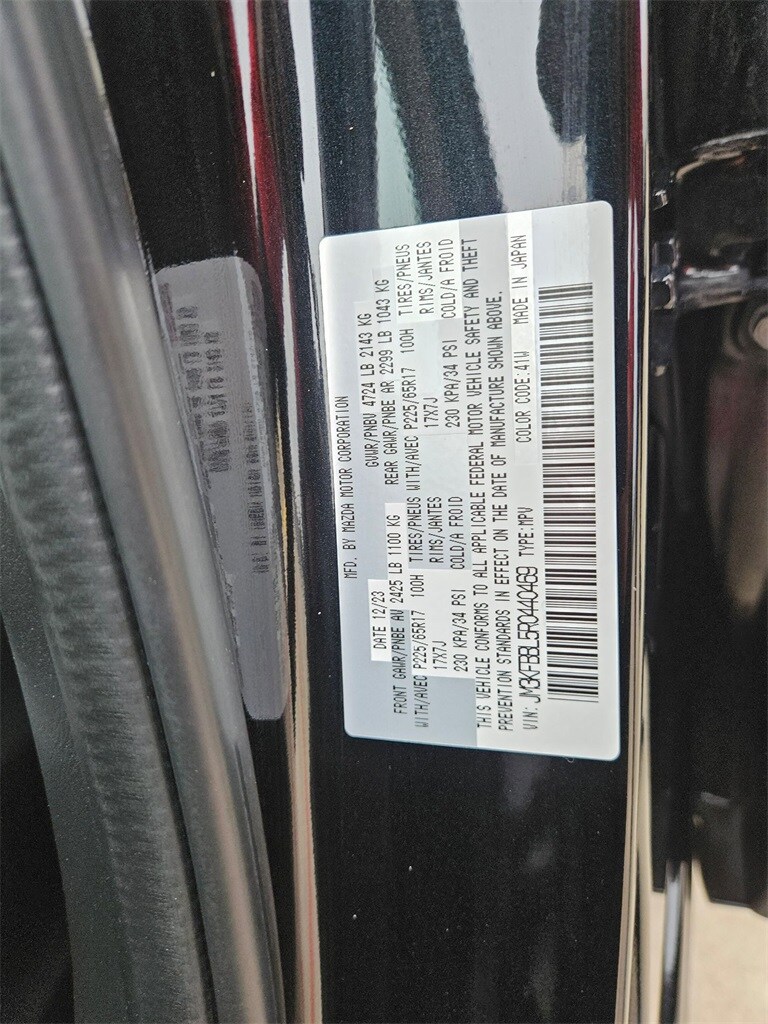 MFD. BY MAZDA MOTOR CORPORATION
DATE 12/23 GVWR/PNBV 4724 LB 2143 KG
FRONT GAWR/PNBE AV 2425 LB 1100 KG REAR GAWR/PNBE AR 2299 LB 1043 KG
WITH/AVEC P225/65R17 100H TIRES/PNEUS WITH/AVEC P225/65R17 100H TIRES/PNEUS
17X7J RIMS/JANTES 17X7J RIMS/JANTES
230 KPA/34 PSI COLD/A FROID 230 KPA/34 PSI COLD/A FROID
THIS VEHICLE CONFORMS TO ALL APPLICABLE FEDERAL MOTOR VEHICLE SAFETY AND THEFT
PREVENTION STANDARDS IN EFFECT ON THE DATE OF MANUFACTURE SHOWN ABOVE.
VIN: JM3KFBBL5R0440469 TYPE:MPV COLOR CODE:41W MADE IN JAPAN